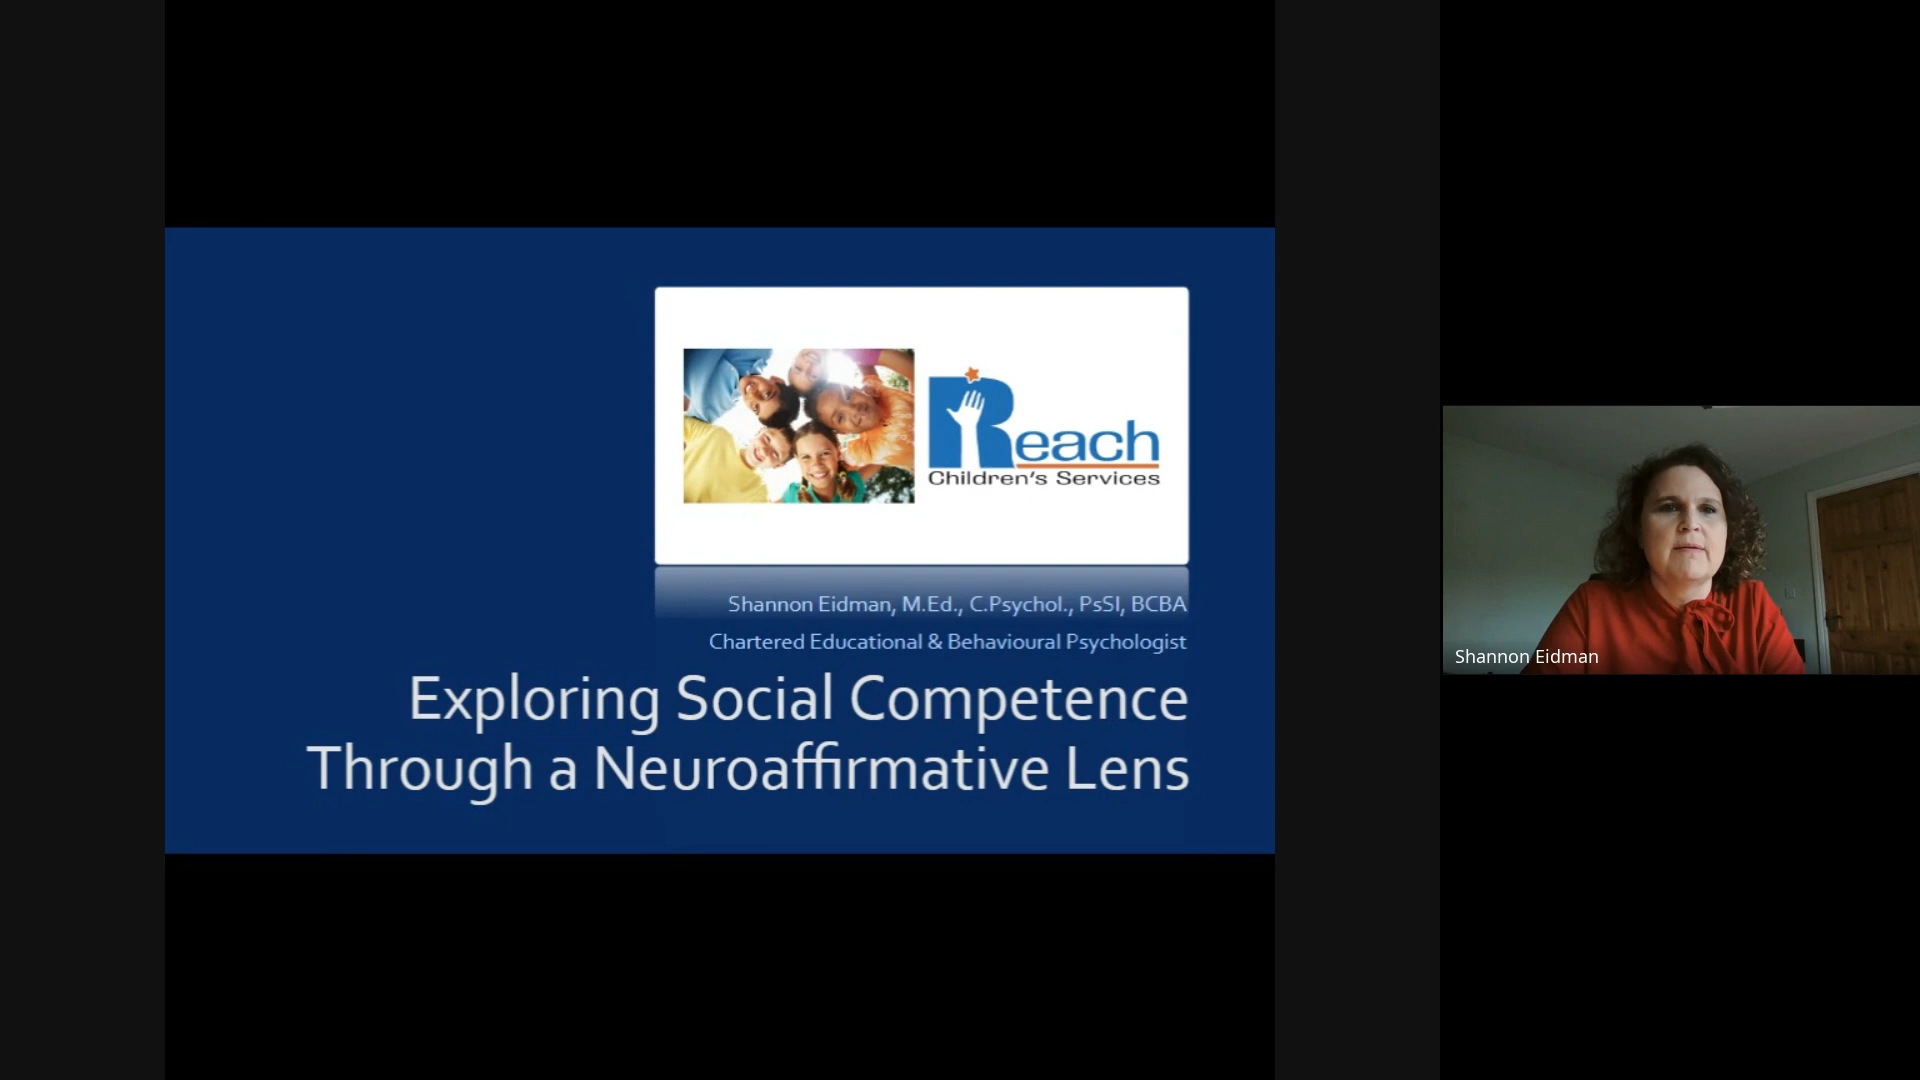 Reach
Children's Services
Shannon Eidman, M.Ed., C.Psychol., PsSI, BCBA
Chartered Educational & Behavioural Psychologist
Exploring Social Competence
Through a Neuroaffirmative Lens
Shannon Eidman